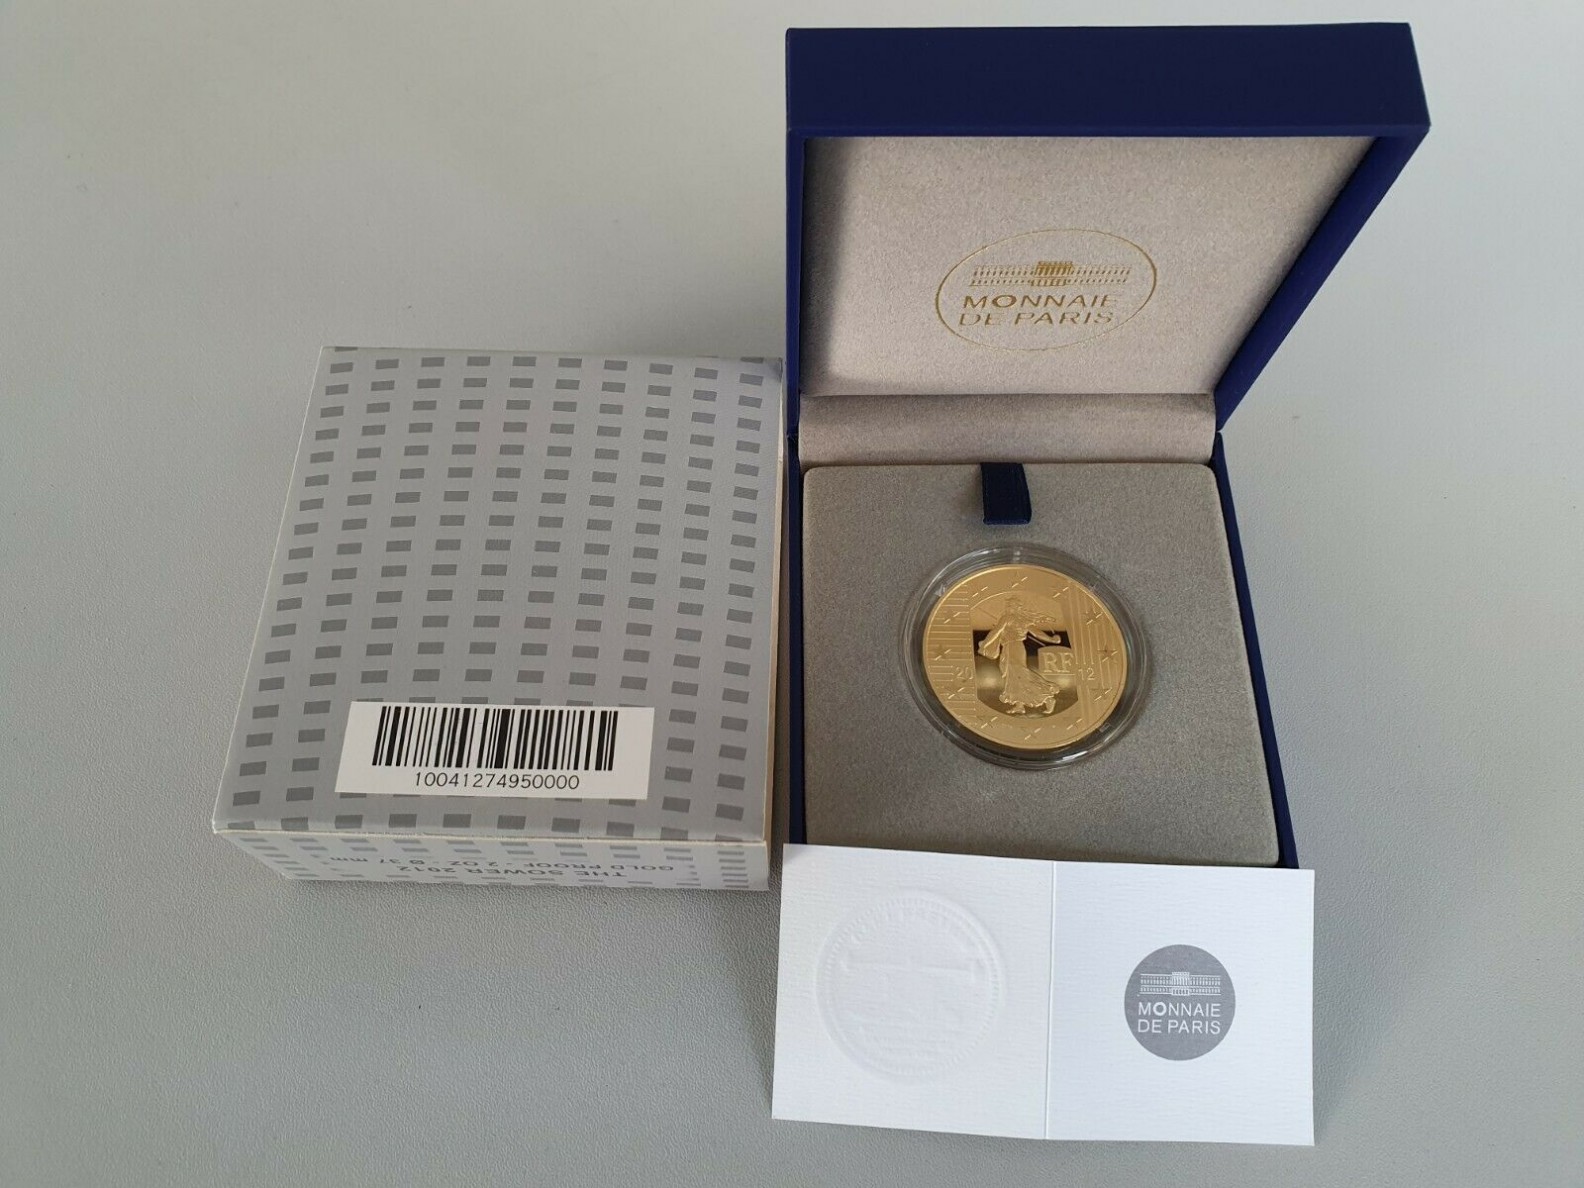 MONNAIE
DE PARIS
RF
2012
10041274950000
THE SOWER 2012
GOLD PROOF - 2 OZ - Ø 37 mm
MONNAIE
DE PARIS